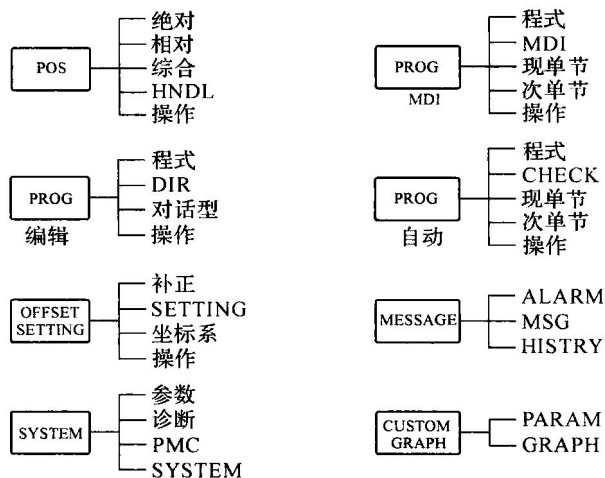 POS
绝对
相对
综合
HNDL
操作
PROG
MDI
程式
MDI
现单节
次单节
操作
PROG
编辑
程式
DIR
对话型
操作
PROG
自动
程式
CHECK
现单节
次单节
操作
OFFSET
SETTING
补正
SETTING
坐标系
操作
MESSAGE
ALARM
MSG
HISTRY
SYSTEM
参数
诊断
PMC
SYSTEM
CUSTOM
GRAPH
PARAM
GRAPH